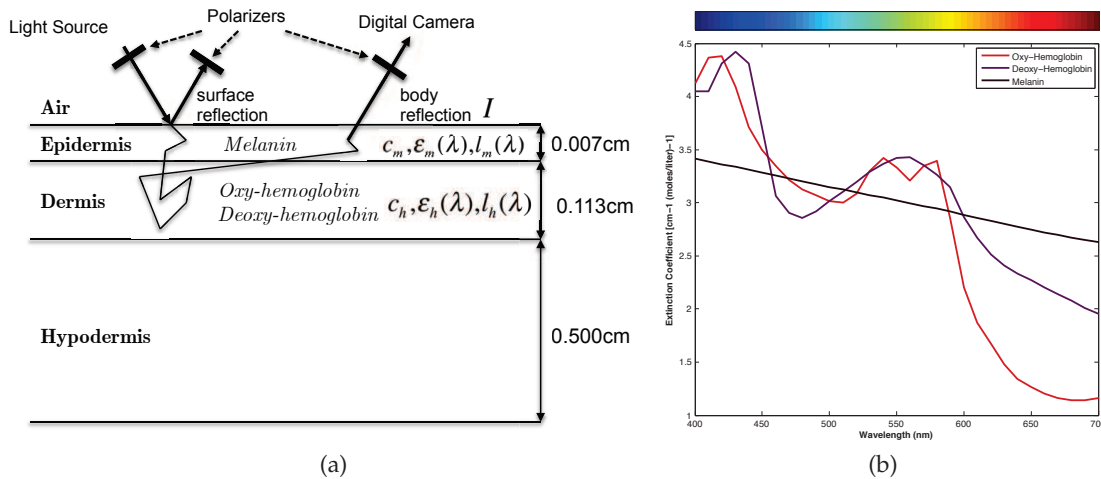 Light Source
Polarizers
Digital Camera
Air
surface
reflection
body
reflection I
Epidermis
Melanin
c_m,ε_m(λ),l_m(λ)
0.007cm
Dermis
Oxy-hemoglobin
Deoxy-hemoglobin
c_h,ε_h(λ),l_h(λ)
0.113cm
Hypodermis
0.500cm
(a)
Oxy−Hemoglobin
Deoxy−Hemoglobin
Melanin
Extinction Coefficient [cm−1 (moles/liter)−1]
4.5
4
3.5
3
2.5
2
1.5
1
400
450
500
550
600
650
70
Wavelength (nm)
(b)